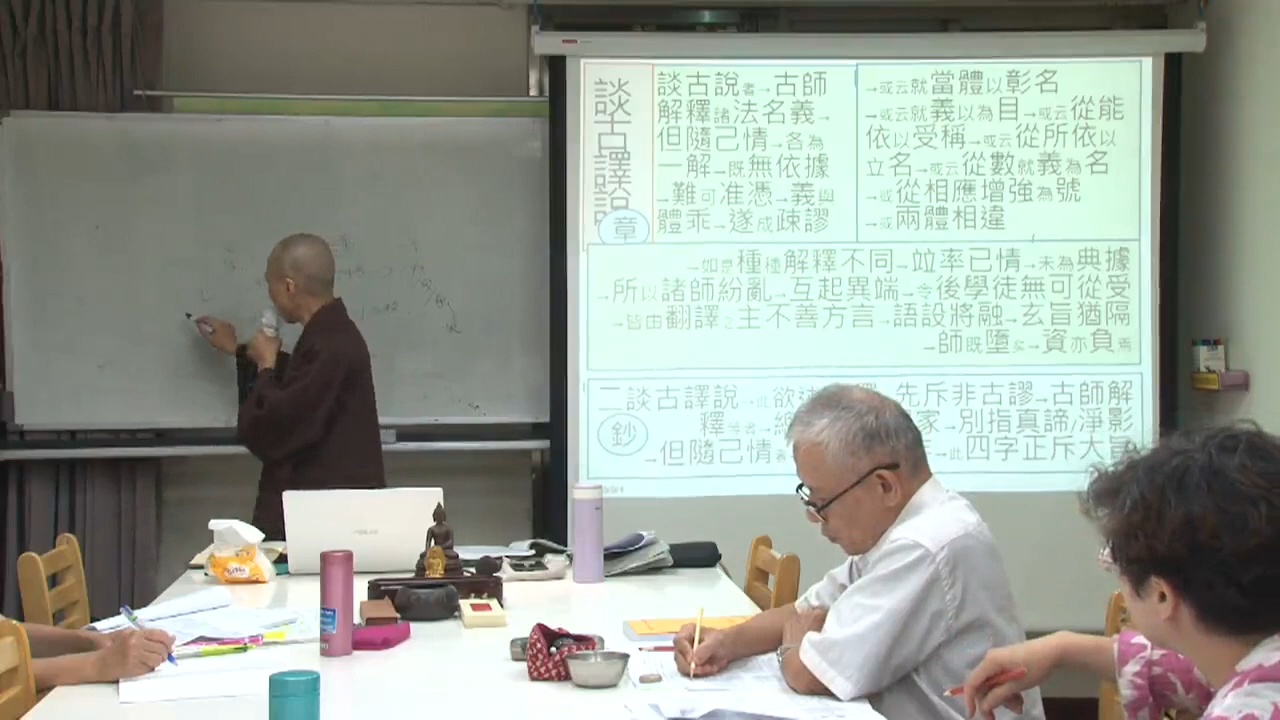 談古譯說
章
談古說者→古師
解釋諸法名義→
但隨己情→各為
一解→既無依據
→難可准憑→義與
體乖→遂成疎謬
→或云就當體以彰名
→或云就義以為目→或云從能
依以受稱→或云從所依以
立名→或云從數就義為名
→或從相應增強為號
→或兩體相違
→如是種種解釋不同→竝率已情→未為典據
→所以諸師紛亂→互起異端→令後學徒無可從受
→皆由翻譯之主不善方言→語設將融→玄旨猶隔
→師既墮矣→資亦負焉
鈔
二談古譯說→此欲 先斥非古謬→古師解
釋 家→別指真諦/淨影
→但隨己情 →此四字正斥大旨
ASUS